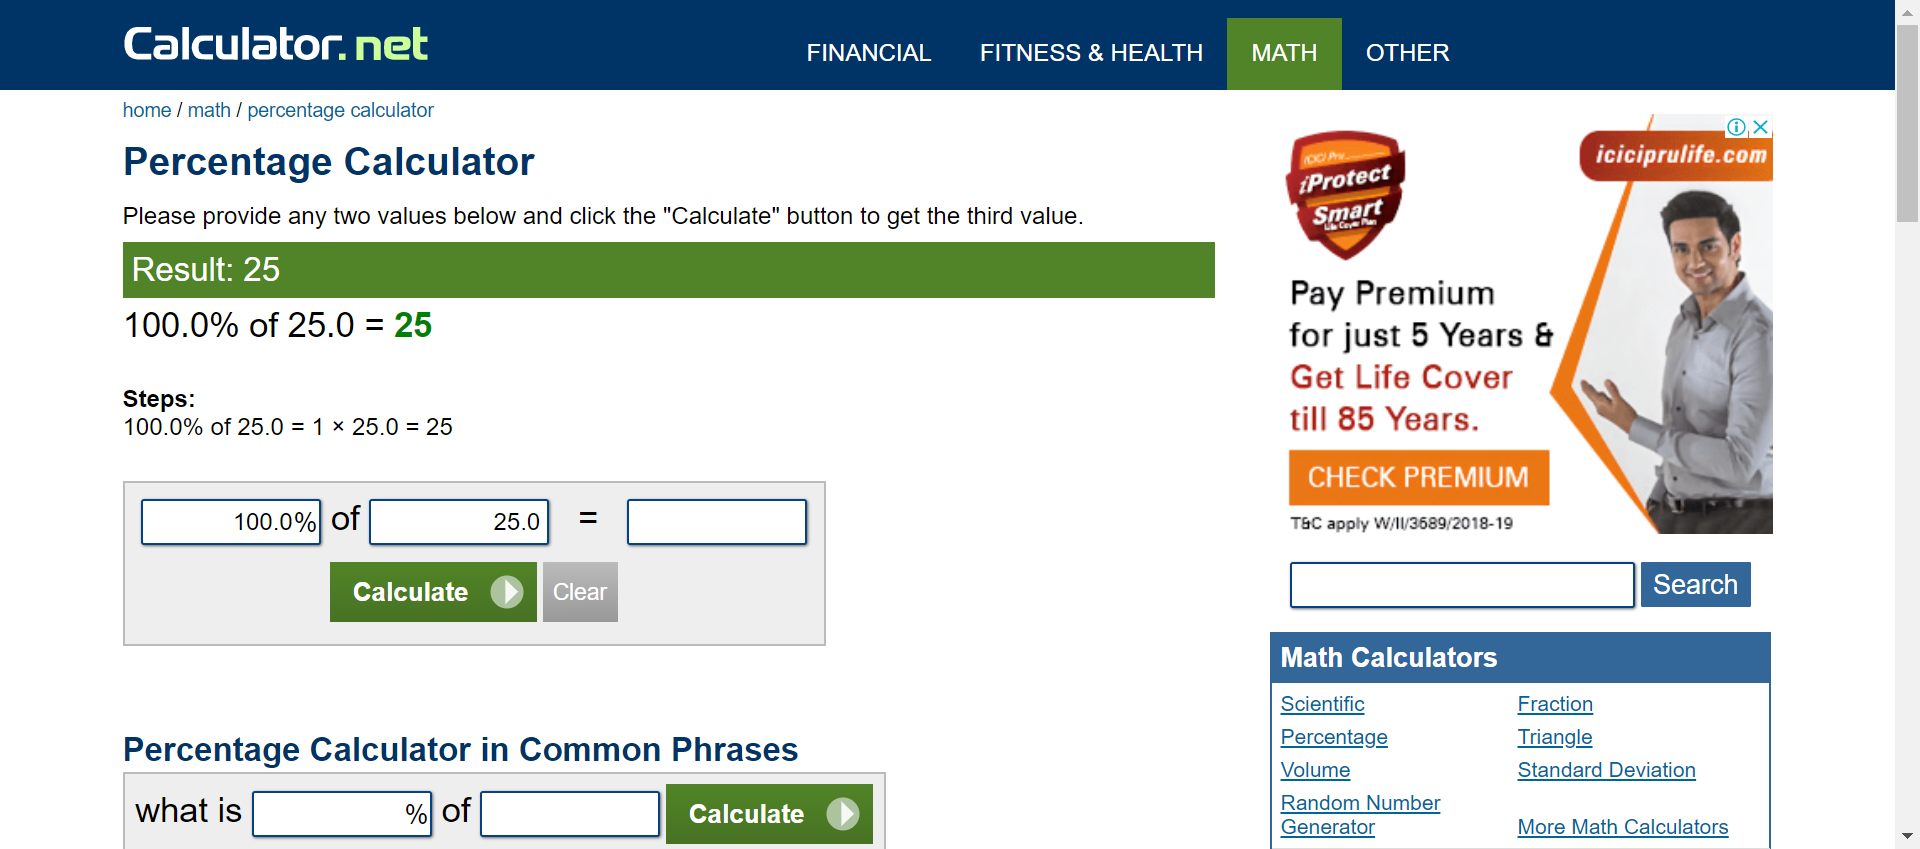 Calculator.net
FINANCIAL FITNESS & HEALTH MATH OTHER
home / math / percentage calculator
Percentage Calculator
Please provide any two values below and click the "Calculate" button to get the third value.
Result: 25
100.0% of 25.0 = 25
Steps:
100.0% of 25.0 = 1 × 25.0 = 25
100.0% of 25.0 =
Calculate Clear
Percentage Calculator in Common Phrases
what is % of Calculate
iciciprulife.com
ICICI Pru
iProtect
Smart
Life Cover Plan
Pay Premium
for just 5 Years &
Get Life Cover
till 85 Years.
CHECK PREMIUM
T&C apply W/II/3689/2018-19
Search
Math Calculators
Scientific Fraction
Percentage Triangle
Volume Standard Deviation
Random Number
Generator More Math Calculators